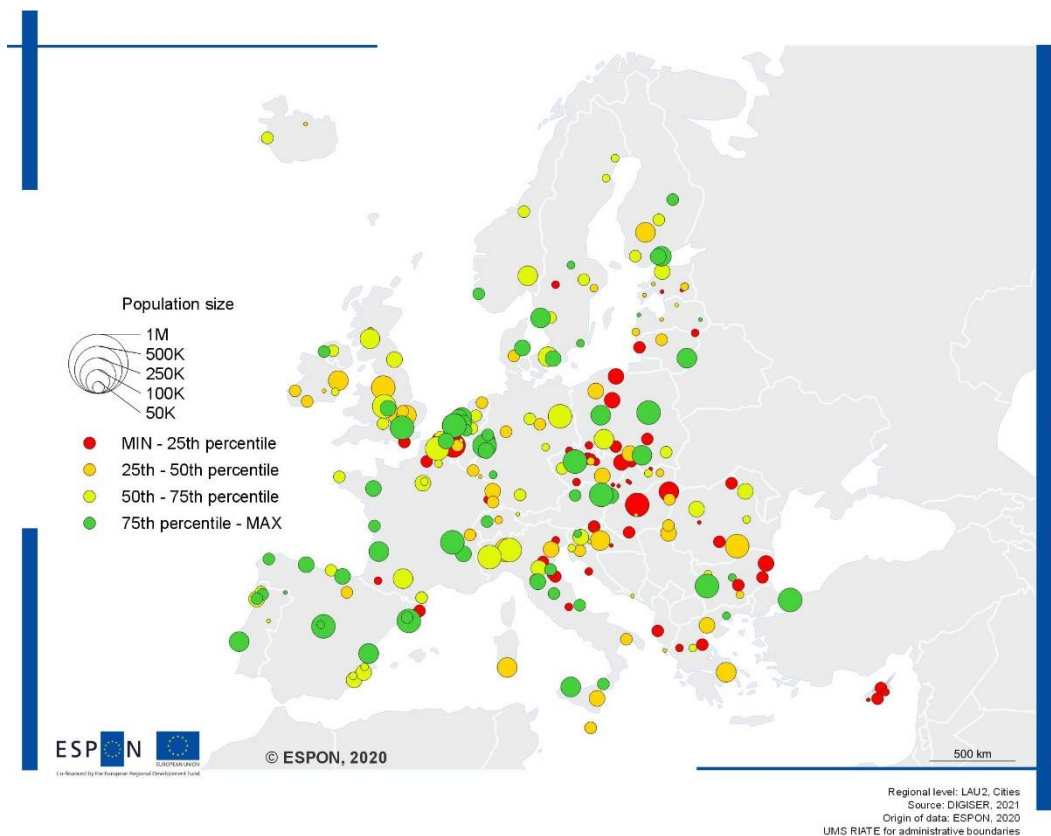 Population size
1M
500K
250K
100K
50K
MIN - 25th percentile
25th - 50th percentile
50th - 75th percentile
75th percentile - MAX
ESPON
EUROPEAN UNION
Co-financed by the European Regional Development Fund
© ESPON, 2020
500 km
Regional level: LAU2, Cities
Source: DIGISER, 2021
Origin of data: ESPON, 2020
UMS RIATE for administrative boundaries